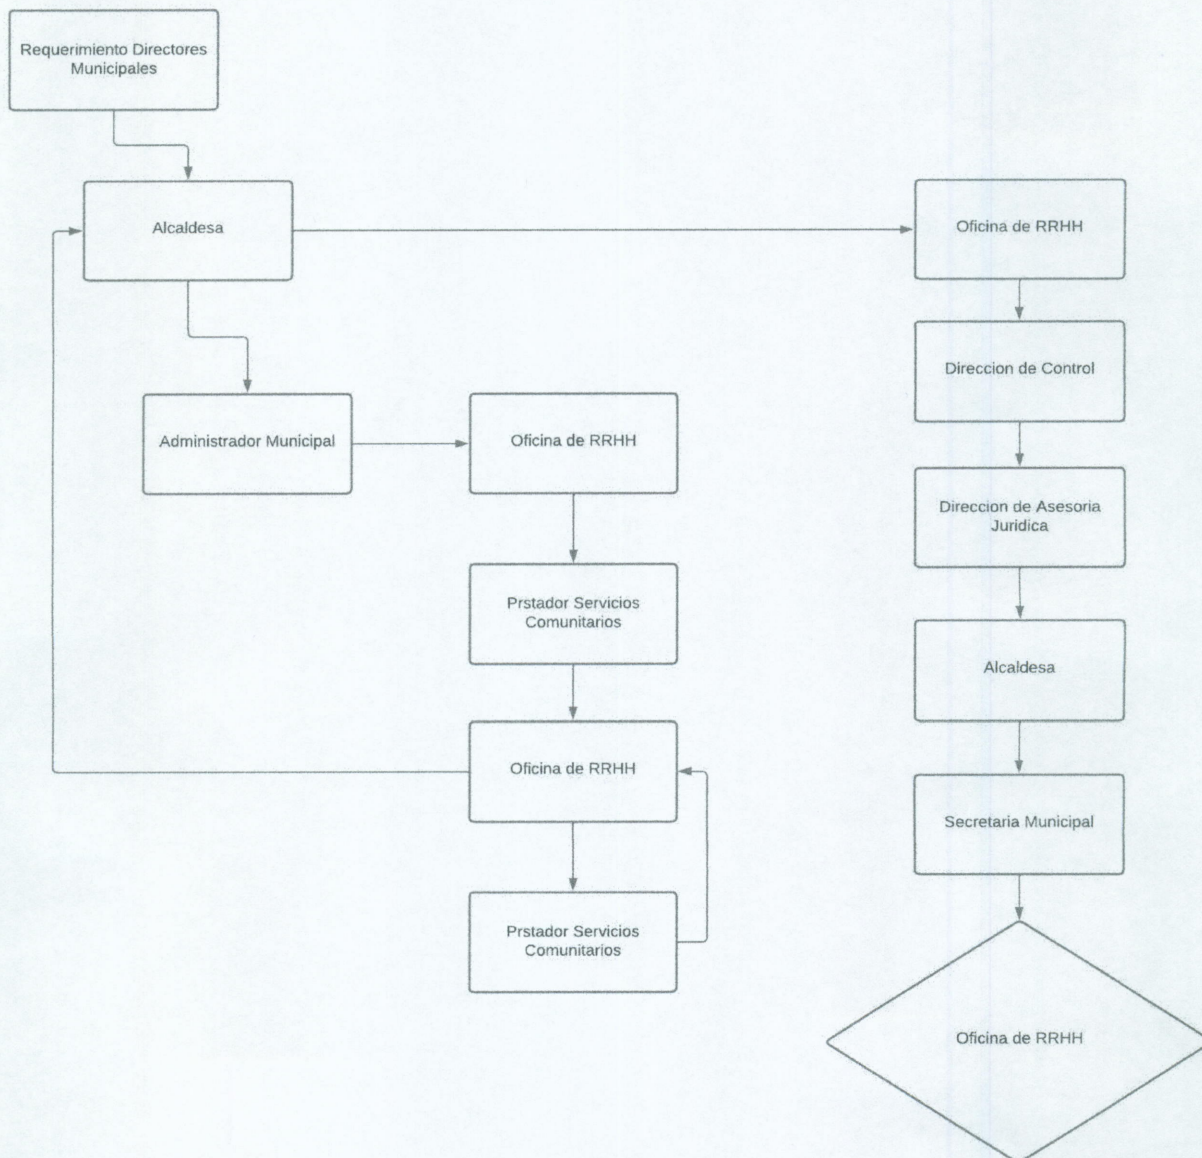 Requerimiento Directores
Municipales
Alcaldesa
Oficina de RRHH
Direccion de Control
Administrador Municipal
Oficina de RRHH
Direccion de Asesoria
Juridica
Prstador Servicios
Comunitarios
Alcaldesa
Oficina de RRHH
Secretaria Municipal
Prstador Servicios
Comunitarios
Oficina de RRHH